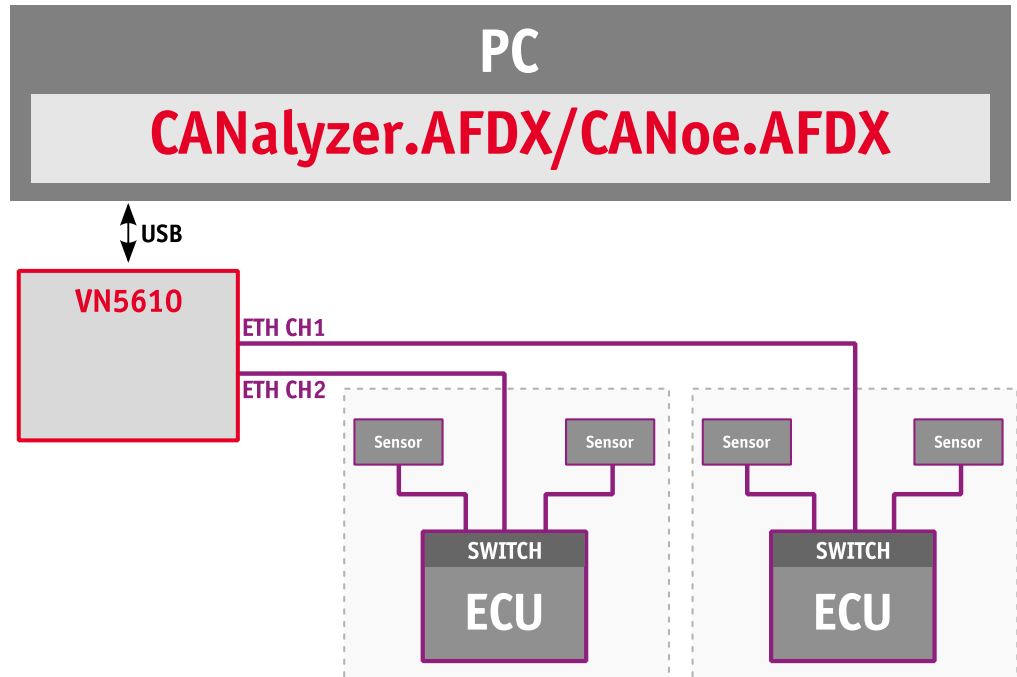 PC
CANalyzer.AFDX/CANoe.AFDX
USB
VN5610
ETH CH1
ETH CH2
Sensor
Sensor
Sensor
Sensor
SWITCH
SWITCH
ECU
ECU